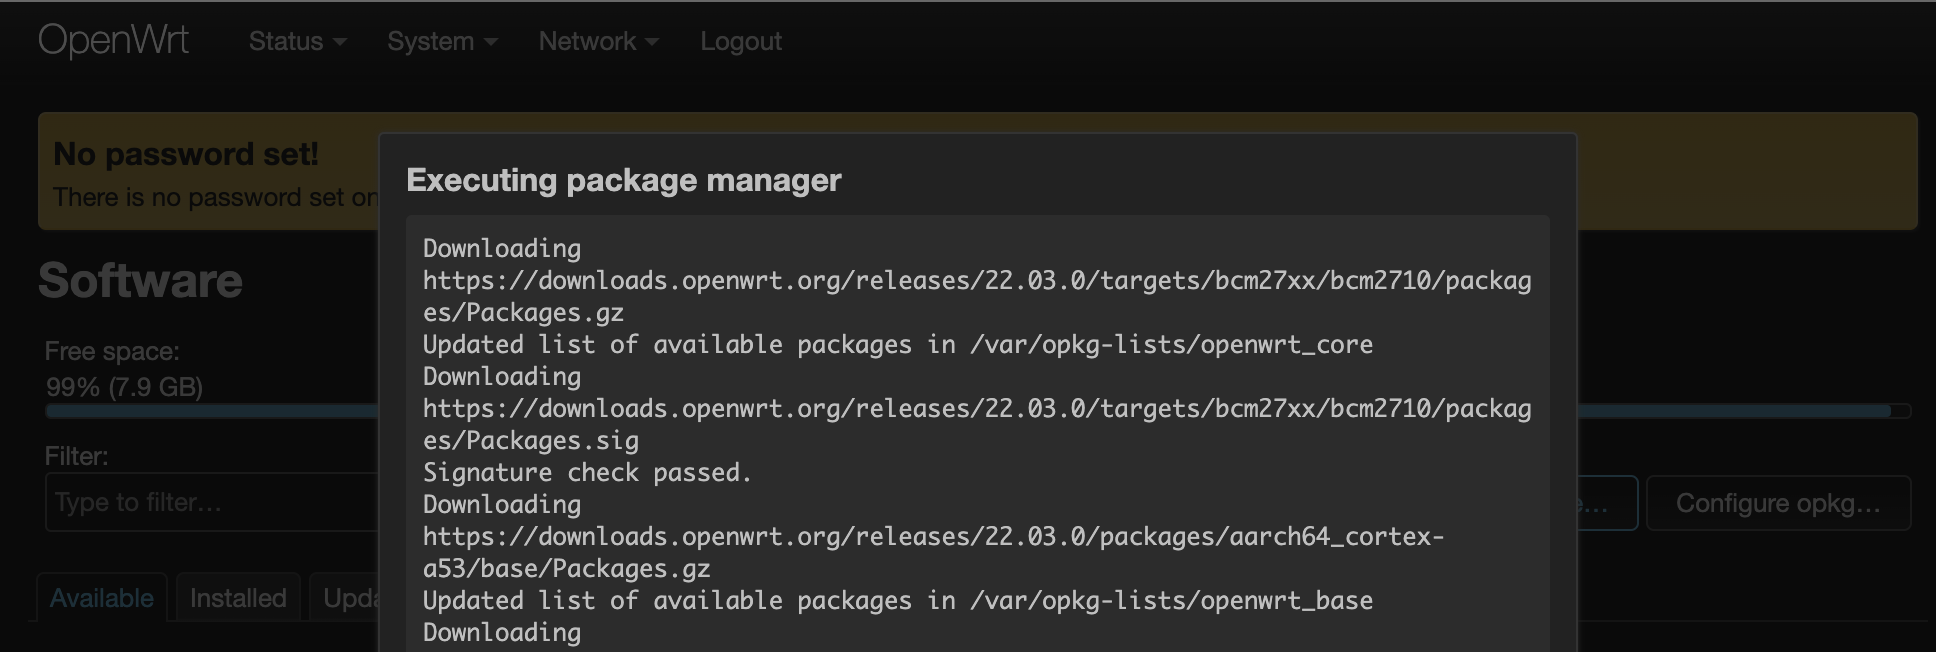 OpenWrt Status System Network Logout
No password set!
There is no password set on
Executing package manager
Downloading
https://downloads.openwrt.org/releases/22.03.0/targets/bcm27xx/bcm2710/packag
es/Packages.gz
Updated list of available packages in /var/opkg-lists/openwrt_core
Downloading
https://downloads.openwrt.org/releases/22.03.0/targets/bcm27xx/bcm2710/packag
es/Packages.sig
Signature check passed.
Downloading
https://downloads.openwrt.org/releases/22.03.0/packages/aarch64_cortex-
a53/base/Packages.gz
Updated list of available packages in /var/opkg-lists/openwrt_base
Downloading
Software
Free space:
99% (7.9 GB)
Filter:
Type to filter…
Configure opkg…
Available Installed